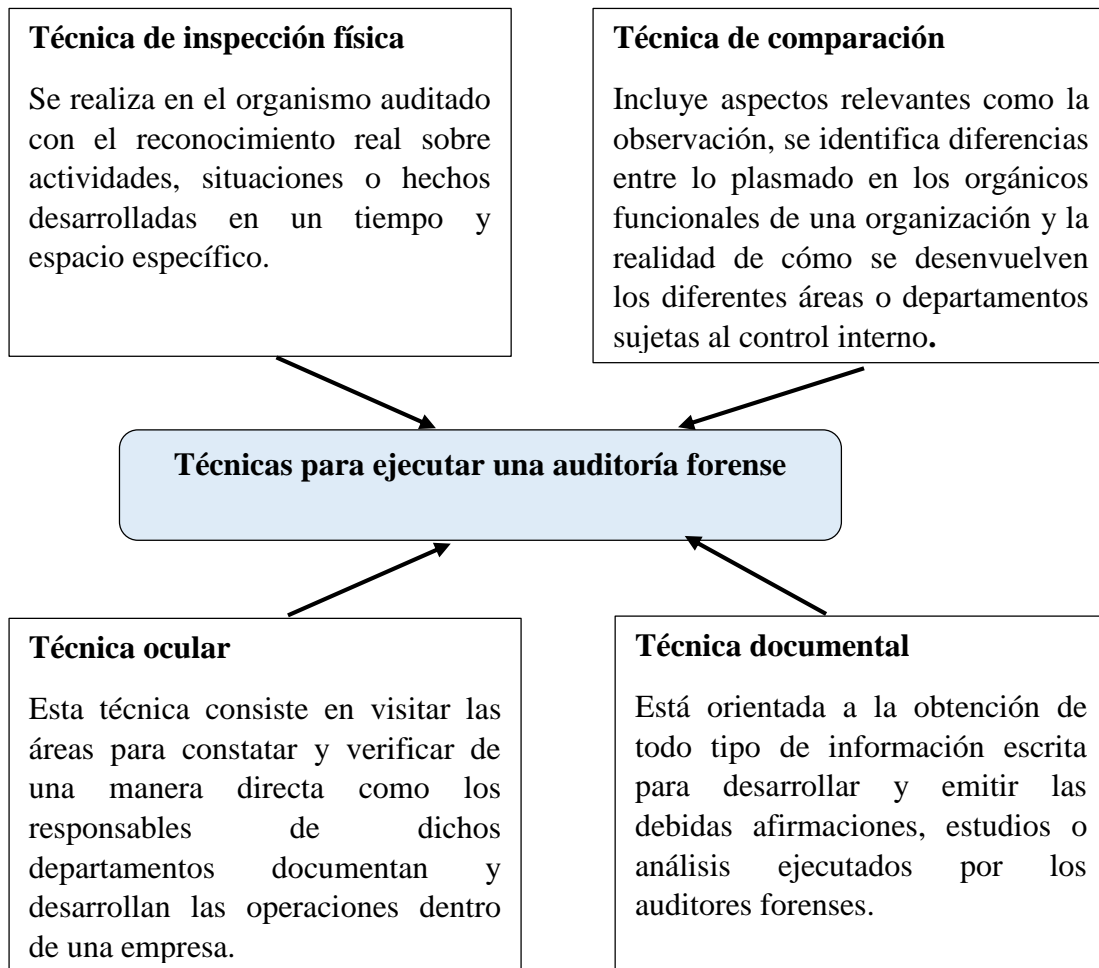 Técnica de inspección física
Se realiza en el organismo auditado
con el reconocimiento real sobre
actividades, situaciones o hechos
desarrolladas en un tiempo y
espacio específico.
Técnica de comparación
Incluye aspectos relevantes como la
observación, se identifica diferencias
entre lo plasmado en los orgánicos
funcionales de una organización y la
realidad de cómo se desenvuelven
los diferentes áreas o departamentos
sujetas al control interno.
Técnicas para ejecutar una auditoría forense
Técnica ocular
Esta técnica consiste en visitar las
áreas para constatar y verificar de
una manera directa como los
responsables de dichos
departamentos documentan y
desarrollan las operaciones dentro
de una empresa.
Técnica documental
Está orientada a la obtención de
todo tipo de información escrita
para desarrollar y emitir las
debidas afirmaciones, estudios o
análisis ejecutados por los
auditores forenses.